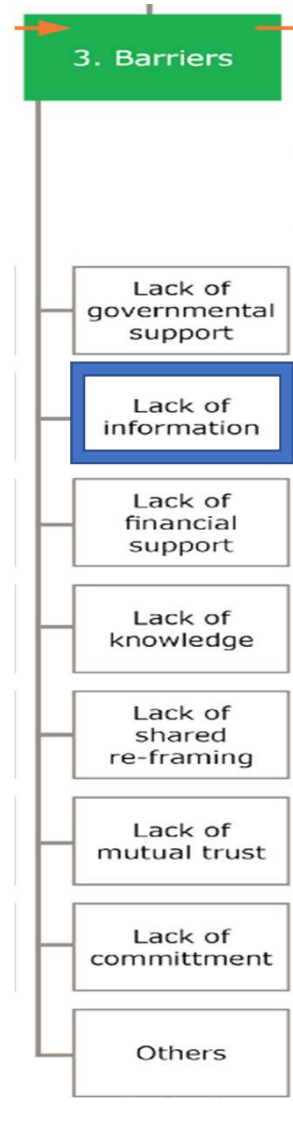 3. Barriers
Lack of
governmental
support
Lack of
information
Lack of
financial
support
Lack of
knowledge
Lack of
shared
re-framing
Lack of
mutual trust
Lack of
committment
Others